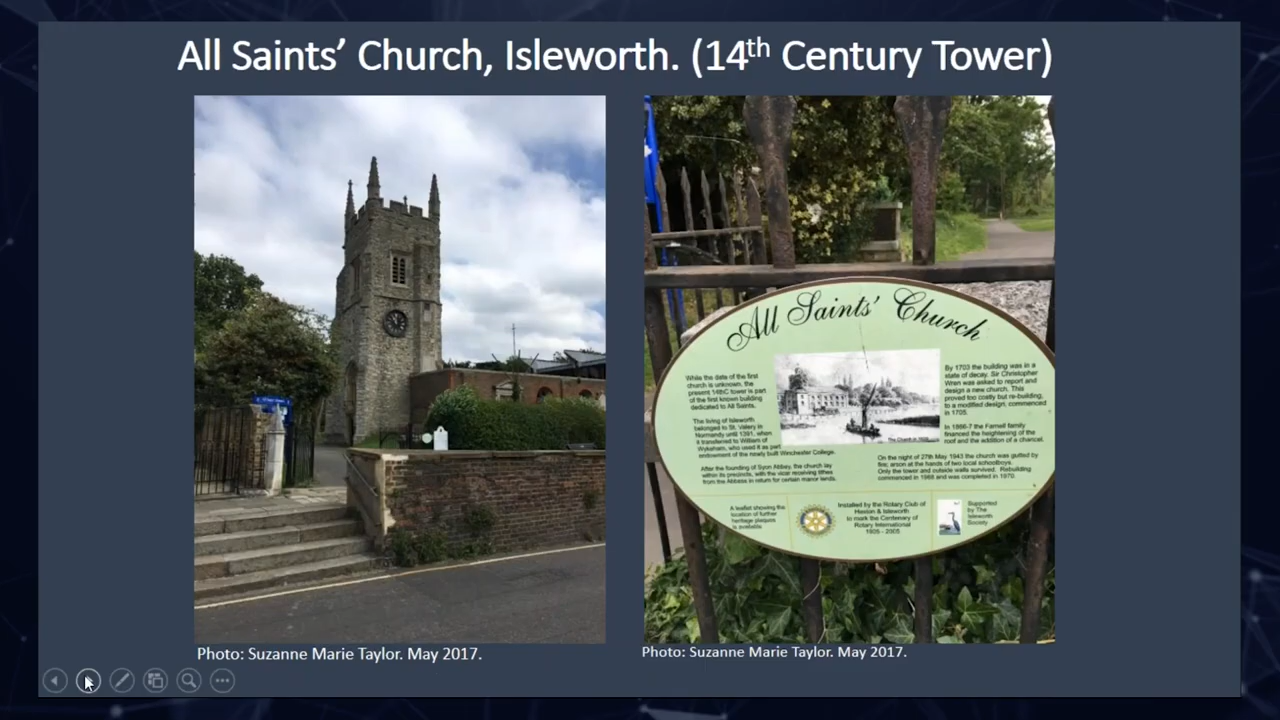 All Saints’ Church, Isleworth. (14th Century Tower)
All Saints’ Church
While the date of the first
church is unknown, the
present 14thC tower is part
of the first known building
dedicated to All Saints.
The living of Isleworth
belonged to St. Valery in
Normandy until 1391, when
it transferred to William of
Wykeham, who used it as part
endowment of the newly built Winchester College.
After the founding of Syon Abbey, the church lay
within its precincts, with the vicar receiving tithes
from the Abbess in return for certain manor lands.
By 1703 the building was in a
state of decay. Sir Christopher
Wren was asked to report and
design a new church. This
proved too costly but re-building,
to a modified design, commenced
in 1705.
In 1866-7 the Farnell family
financed the heightening of the
roof and the addition of a chancel.
On the night of 27th May 1943 the church was gutted by
fire; arson at the hands of two local schoolboys.
Only the tower and outside walls survived. Rebuilding
commenced in 1968 and was completed in 1970.
The Church in
A leaflet showing the
location of further
heritage plaques
is available.
Installed by the Rotary Club of
Heston & Isleworth
to mark the Centenary of
Rotary International
1905 - 2005
Supported
by The
Isleworth
Society
Photo: Suzanne Marie Taylor. May 2017.
Photo: Suzanne Marie Taylor. May 2017.